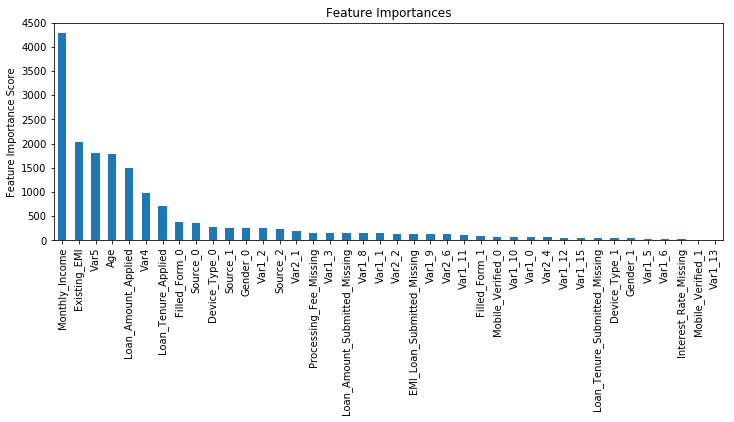 Feature Importances
Feature Importance Score
4500
4000
3500
3000
2500
2000
1500
1000
500
0
Monthly_Income
Existing_EMI
Var5
Age
Loan_Amount_Applied
Var4
Loan_Tenure_Applied
Filled_Form_0
Source_0
Device_Type_0
Source_1
Gender_0
Var1_2
Source_2
Var2_1
Processing_Fee_Missing
Var1_3
Loan_Amount_Submitted_Missing
Var1_8
Var1_1
Var2_2
EMI_Loan_Submitted_Missing
Var1_9
Var2_6
Var1_11
Filled_Form_1
Mobile_Verified_0
Var1_10
Var1_0
Var2_4
Var1_12
Var1_15
Loan_Tenure_Submitted_Missing
Device_Type_1
Gender_1
Var1_5
Var1_6
Interest_Rate_Missing
Mobile_Verified_1
Var1_13